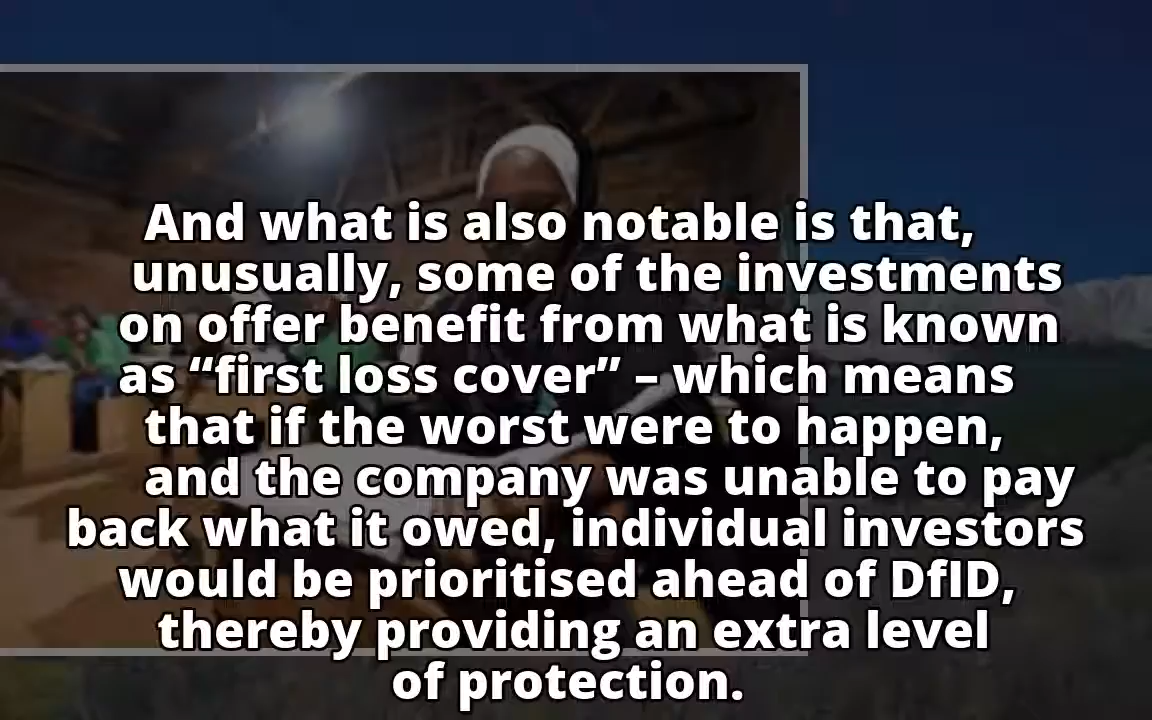 And what is also notable is that,
unusually, some of the investments
on offer benefit from what is known
as “first loss cover” – which means
that if the worst were to happen,
and the company was unable to pay
back what it owed, individual investors
would be prioritised ahead of DfID,
thereby providing an extra level
of protection.